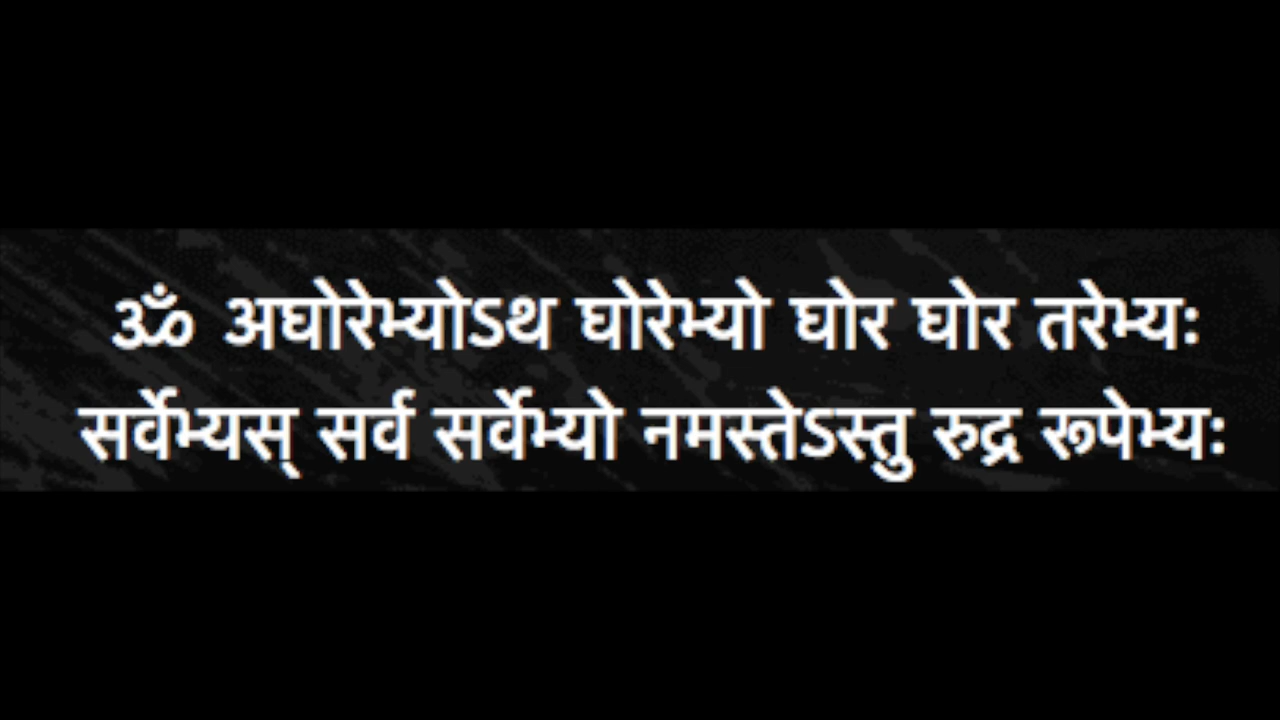 ॐ अघोरेभ्योऽथ घोरेभ्यो घोर घोर तरेभ्यः
सर्वेभ्यस् सर्व सर्वेभ्यो नमस्तेऽस्तु रुद्र रूपेभ्यः